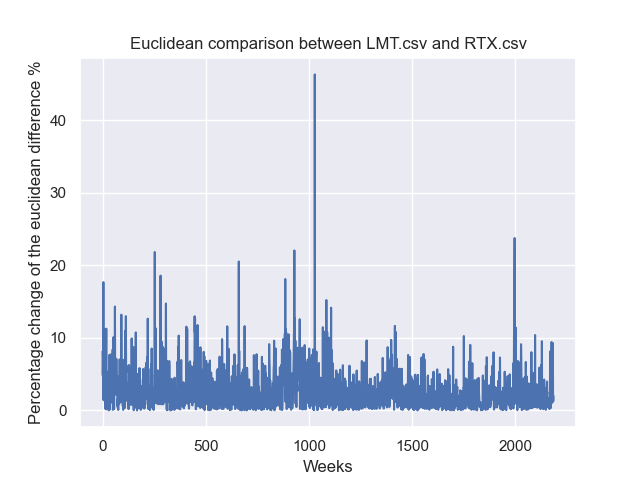 Euclidean comparison between LMT.csv and RTX.csv
Percentage change of the euclidean difference %
40
30
20
10
0
0 500 1000 1500 2000
Weeks